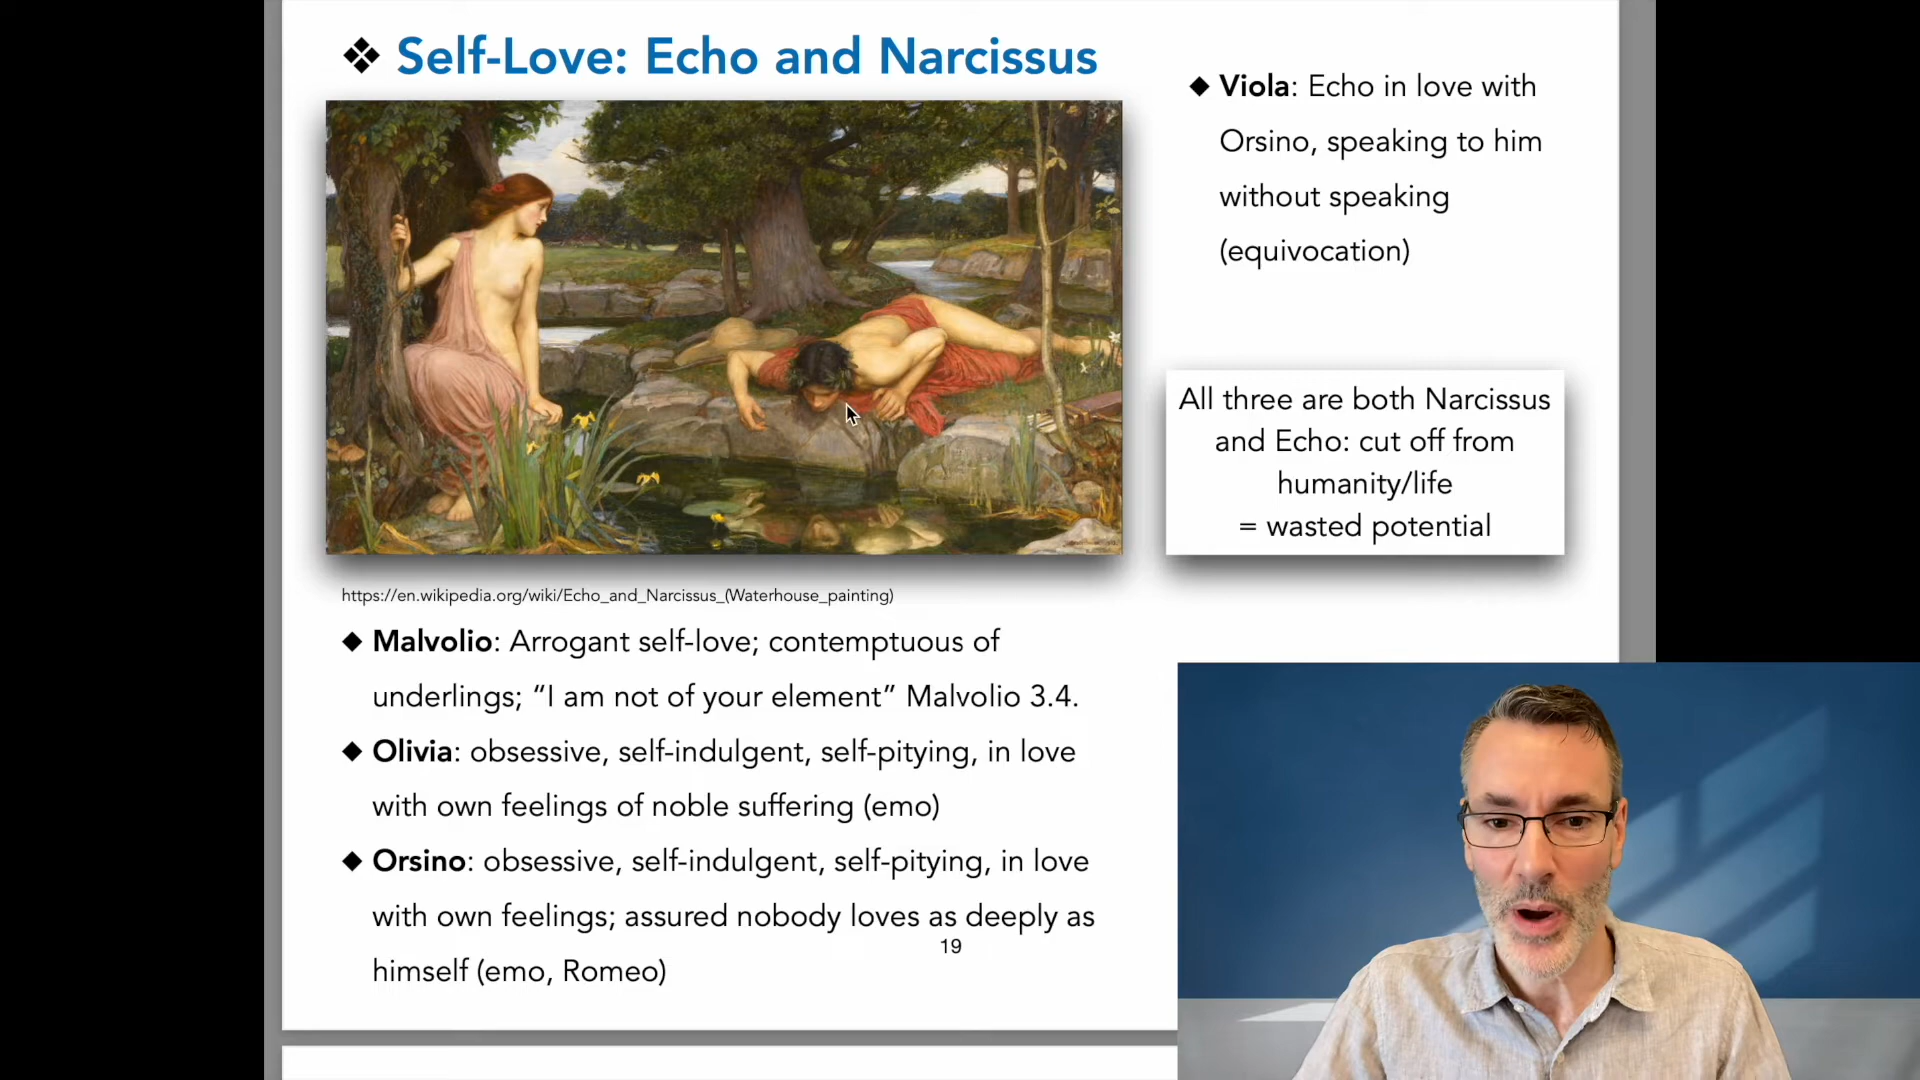 ❖ Self-Love: Echo and Narcissus
https://en.wikipedia.org/wiki/Echo_and_Narcissus_(Waterhouse_painting)
◆ Malvolio: Arrogant self-love; contemptuous of
underlings; “I am not of your element” Malvolio 3.4.
◆ Olivia: obsessive, self-indulgent, self-pitying, in love
with own feelings of noble suffering (emo)
◆ Orsino: obsessive, self-indulgent, self-pitying, in love
with own feelings; assured nobody loves as deeply as
himself (emo, Romeo)
◆ Viola: Echo in love with
Orsino, speaking to him
without speaking
(equivocation)
All three are both Narcissus
and Echo: cut off from
humanity/life
= wasted potential
19